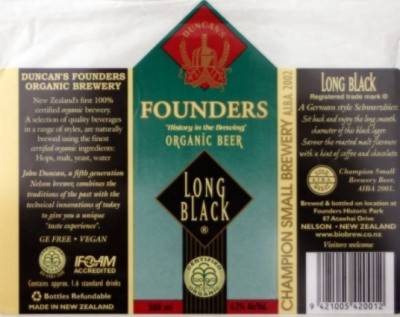 DUNCAN'S FOUNDERS
ORGANIC BREWERY
New Zealand's first 100%
certified organic brewery.
A selection of quality beverages
in a range of styles, are naturally
brewed using the finest
certified organic ingredients:
Hops, malt, yeast, water
John Duncan, a fifth generation
Nelson brewer, combines the
traditions of the past with the
technical innovations of today
to give you a unique
"taste experience".
GE FREE • VEGAN
IFOAM
ACCREDITED
Contains approx. 1.6 standard drinks
Bottles Refundable
MADE IN NEW ZEALAND
DUNCAN'S
FOUNDERS
'History in the Brewing'
ORGANIC BEER
LONG
BLACK
®
CERTIFIED
ORGANIC
CHAMPION SMALL BREWERY AIBA 2002
LONG BLACK
Registered trade mark ®
A German style Schwarzbier.
Sit back and enjoy the long smooth
character of this black lager.
Savour the roasted malt flavours
with a hint of coffee and chocolate
AIBA
Champion Small
Brewery Beer,
AIBA 2001.
Brewed & bottled on location at
Founders Historic Park
87 Atawhai Drive
NELSON • NEW ZEALAND
www.biobrew.co.nz
Visitors welcome
9 421005 420012